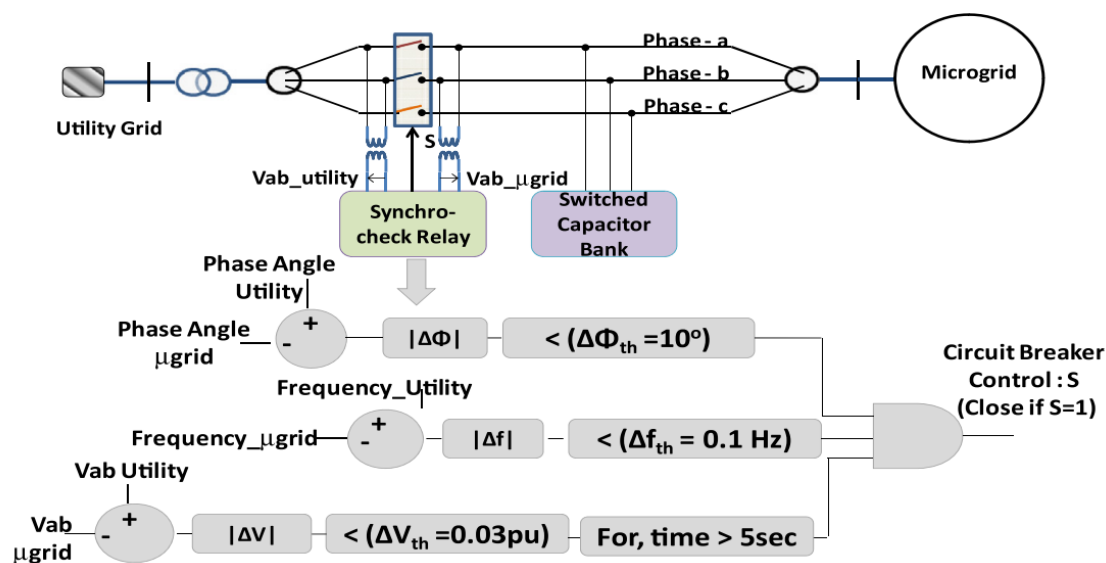 Phase - a
Phase - b
Phase - c
Microgrid
Utility Grid
S
Vab_utility
Vab_μgrid
Synchro-
check Relay
Switched
Capacitor
Bank
Phase Angle
Utility
Phase Angle
μgrid
+
-
|ΔΦ|
< (ΔΦth =10º)
Frequency_Utility
Frequency_μgrid
+
-
|Δf|
< (Δfth = 0.1 Hz)
Circuit Breaker
Control : S
(Close if S=1)
Vab Utility
Vab
μgrid
+
-
|ΔV|
< (ΔVth =0.03pu)
For, time > 5sec